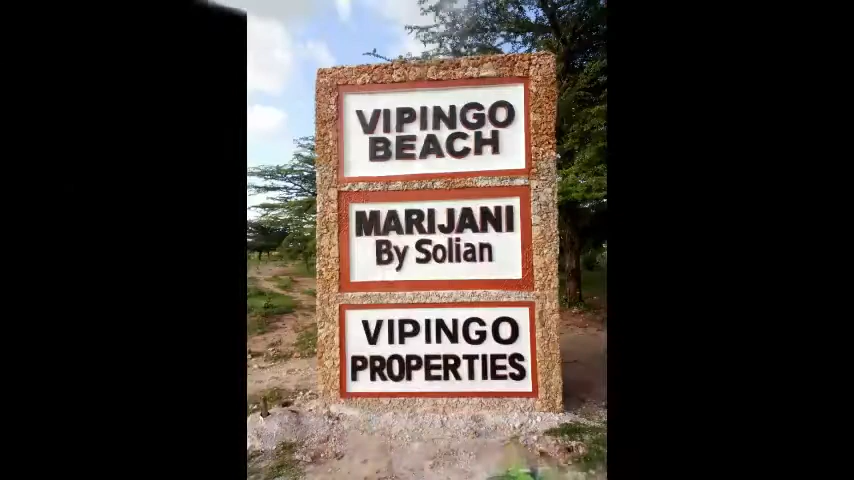 VIPINGO
BEACH
MARIJANI
By Solian
VIPINGO
PROPERTIES